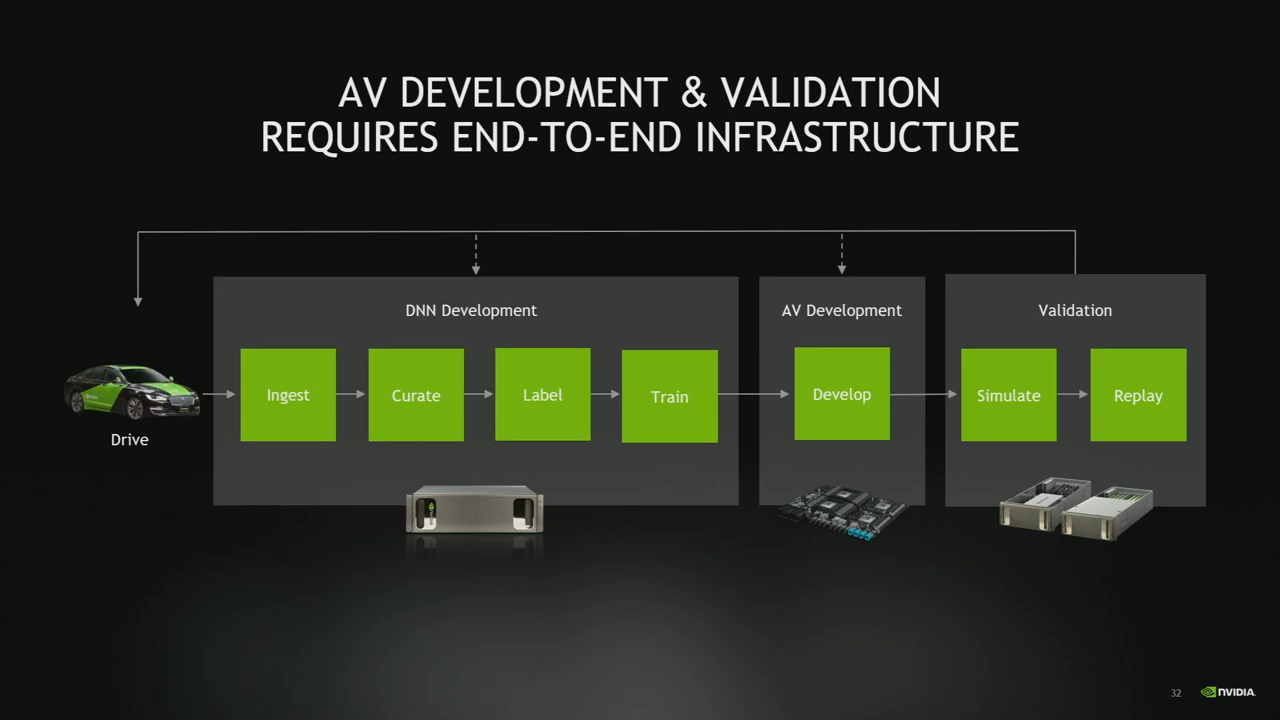 AV DEVELOPMENT & VALIDATION
REQUIRES END-TO-END INFRASTRUCTURE
DNN Development
AV Development
Validation
Ingest
Curate
Label
Train
Develop
Simulate
Replay
Drive
32
NVIDIA.